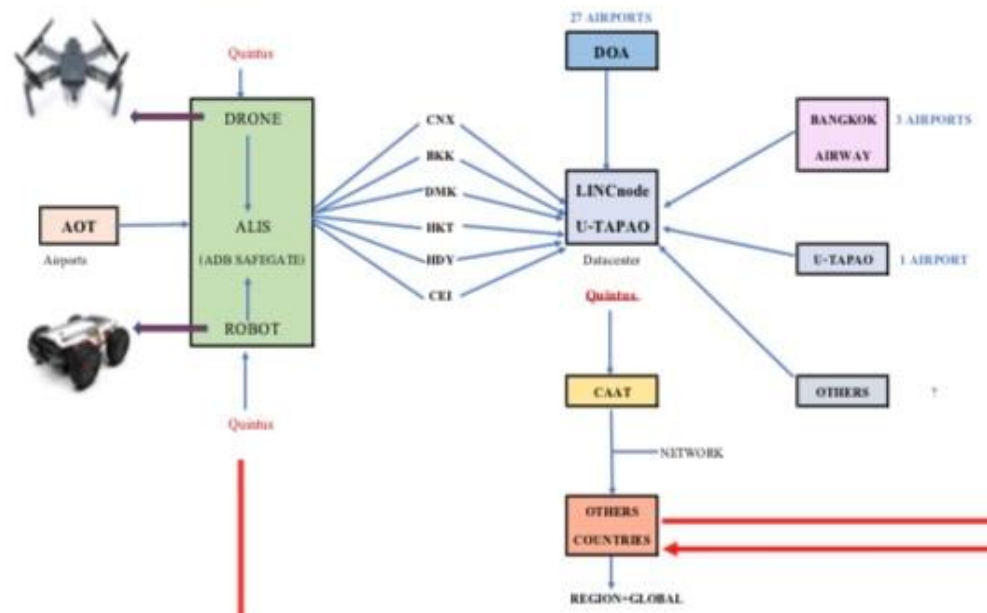 27 AIRPORTS
DOA
Quintus
DRONE
CNX
BANGKOK
AIRWAY
3 AIRPORTS
BKK
LINCnode
U-TAPAO
DMK
AOT
Airports
ALIS
(ADB SAFEGATE)
HKT
HDY
Datacenter
U-TAPAO
1 AIRPORT
CEI
Quintus
ROBOT
CAAT
OTHERS
?
Quintus
NETWORK
OTHERS
COUNTRIES
REGION+GLOBAL